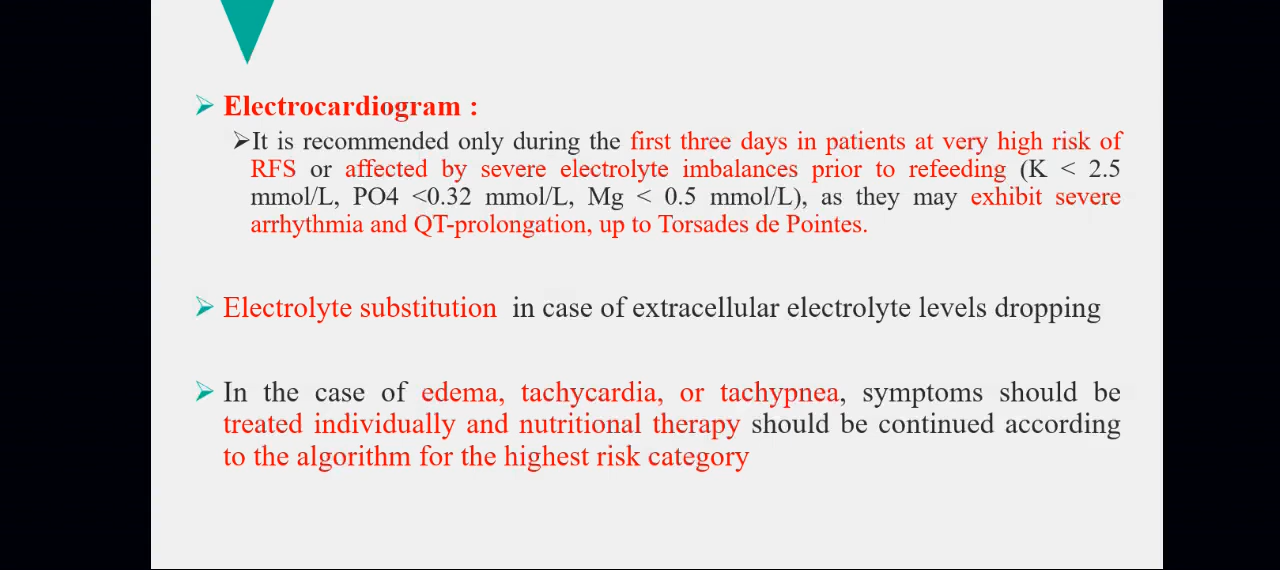 Electrocardiogram :
It is recommended only during the first three days in patients at very high risk of
RFS or affected by severe electrolyte imbalances prior to refeeding (K < 2.5
mmol/L, PO4 <0.32 mmol/L, Mg < 0.5 mmol/L), as they may exhibit severe
arrhythmia and QT-prolongation, up to Torsades de Pointes.
Electrolyte substitution in case of extracellular electrolyte levels dropping
In the case of edema, tachycardia, or tachypnea, symptoms should be
treated individually and nutritional therapy should be continued according
to the algorithm for the highest risk category